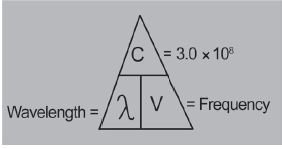 C = 3.0 × 10⁸
Wavelength = λ V = Frequency